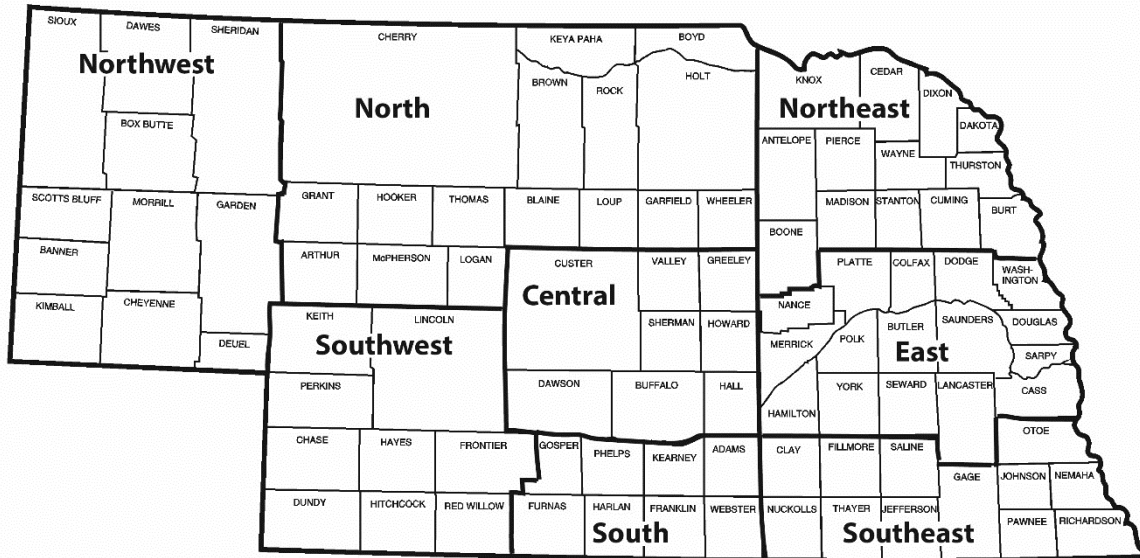 SIOUX
DAWES
SHERIDAN
CHERRY
KEYA PAHA
BOYD
Northwest
BROWN
ROCK
HOLT
North
KNOX
CEDAR
DIXON
Northeast
DAKOTA
BOX BUTTE
ANTELOPE
PIERCE
WAYNE
THURSTON
SCOTTS BLUFF
MORRILL
GARDEN
GRANT
HOOKER
THOMAS
BLAINE
LOUP
GARFIELD
WHEELER
MADISON
STANTON
CUMING
BURT
BOONE
BANNER
ARTHUR
McPHERSON
LOGAN
CUSTER
VALLEY
GREELEY
PLATTE
COLFAX
DODGE
WASH-
INGTON
Central
KIMBALL
CHEYENNE
DEUEL
KEITH
LINCOLN
Southwest
SHERMAN
HOWARD
NANCE
MERRICK
POLK
BUTLER
SAUNDERS
DOUGLAS
East
SARPY
PERKINS
DAWSON
BUFFALO
HALL
HAMILTON
YORK
SEWARD
LANCASTER
CASS
CHASE
HAYES
FRONTIER
GOSPER
PHELPS
KEARNEY
ADAMS
CLAY
FILLMORE
SALINE
OTOE
GAGE
JOHNSON
NEMAHA
DUNDY
HITCHCOCK
RED WILLOW
FURNAS
HARLAN
FRANKLIN
WEBSTER
NUCKOLLS
THAYER
JEFFERSON
PAWNEE
RICHARDSON
South
Southeast